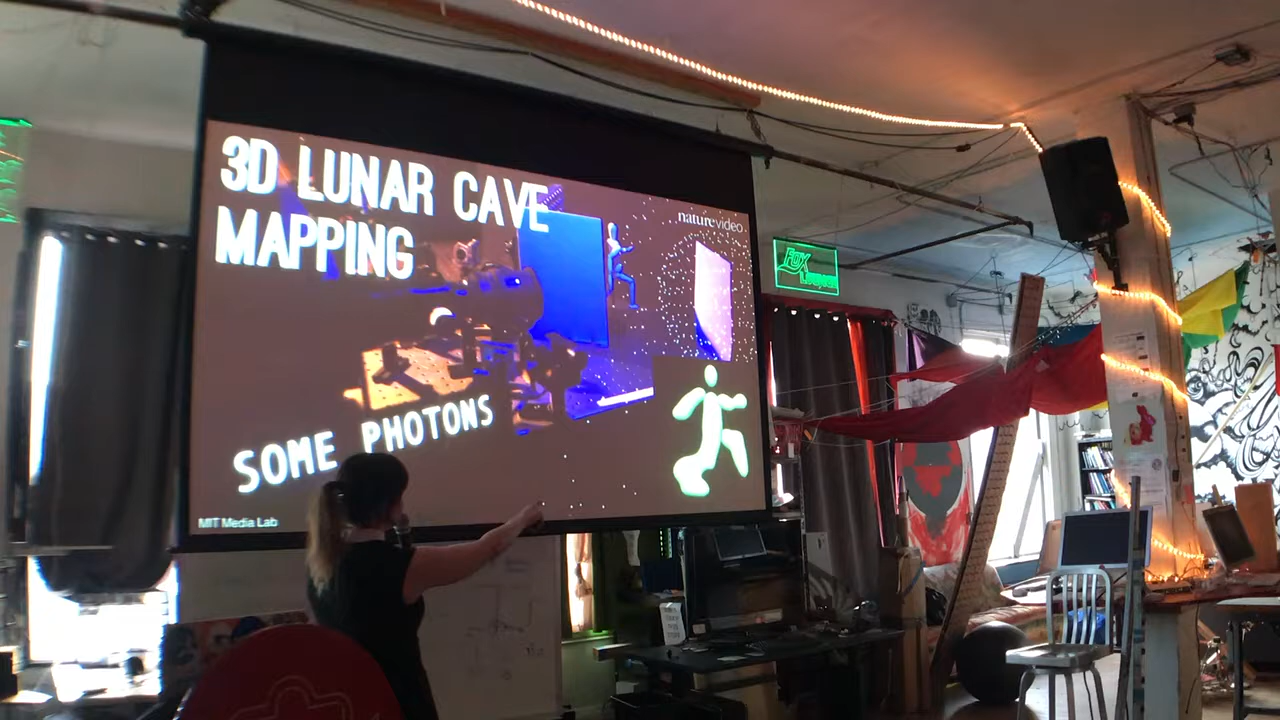 3D LUNAR CAVE
MAPPING
naturevideo
SOME PHOTONS
MIT Media Lab
Fox